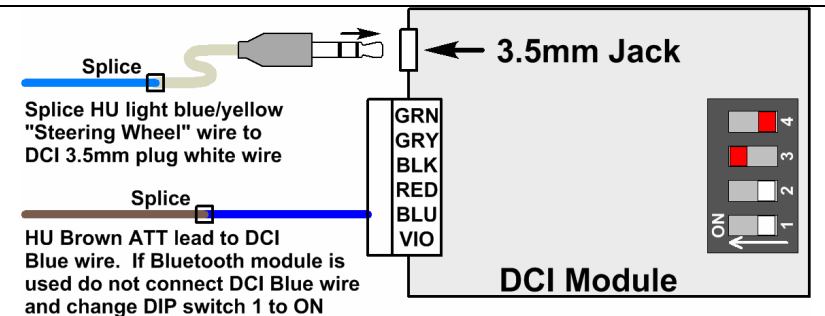 3.5mm Jack
Splice
Splice HU light blue/yellow
"Steering Wheel" wire to
DCI 3.5mm plug white wire
GRN
GRY
BLK
RED
BLU
VIO
4
3
2
1
ON
Splice
HU Brown ATT lead to DCI
Blue wire. If Bluetooth module is
used do not connect DCI Blue wire
and change DIP switch 1 to ON
DCI Module